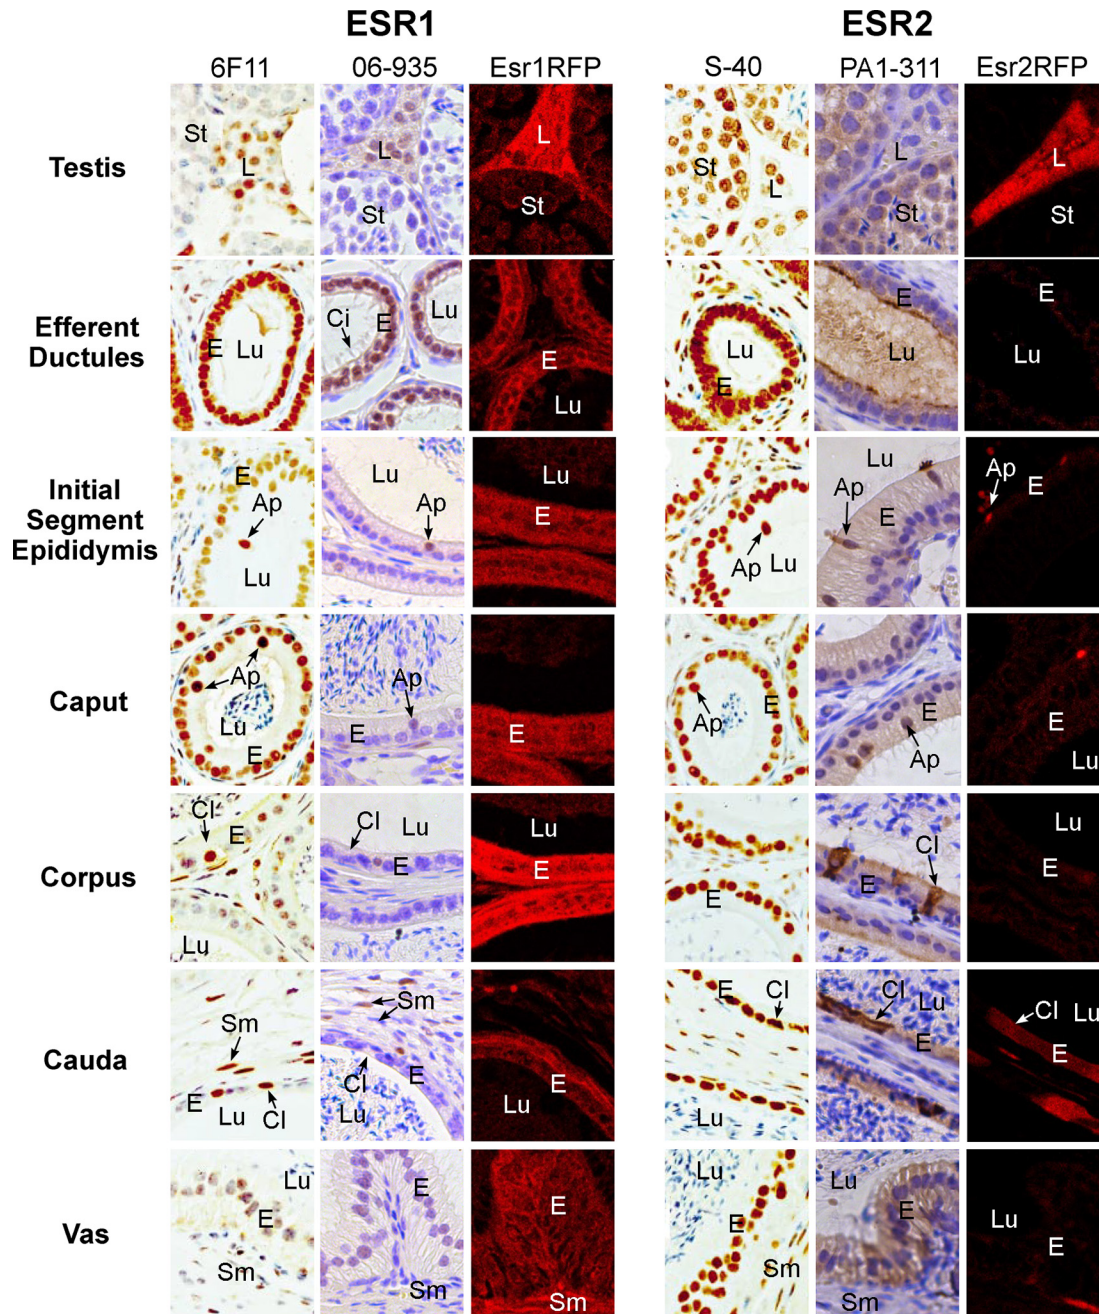 ESR1 ESR2
6F11 06-935 Esr1RFP S-40 PA1-311 Esr2RFP
Testis
St L L St L St St L L St L St
Efferent
Ductules
E Lu Ci E Lu E Lu Lu E E Lu E Lu
Initial
Segment
Epididymis
E Ap Lu Lu Ap Lu E Ap Lu Lu Ap E Ap E
Caput
Ap Lu E Ap E E Ap E E Ap E Lu
Corpus
Cl E Lu Cl Lu E Lu E E Cl E Lu E
Cauda
Sm E Lu Cl Sm Cl E Lu E Lu E Cl Lu Cl Lu E Cl Lu E
Vas
Lu E Sm E Sm E Sm Lu E Sm Lu E Sm Lu E